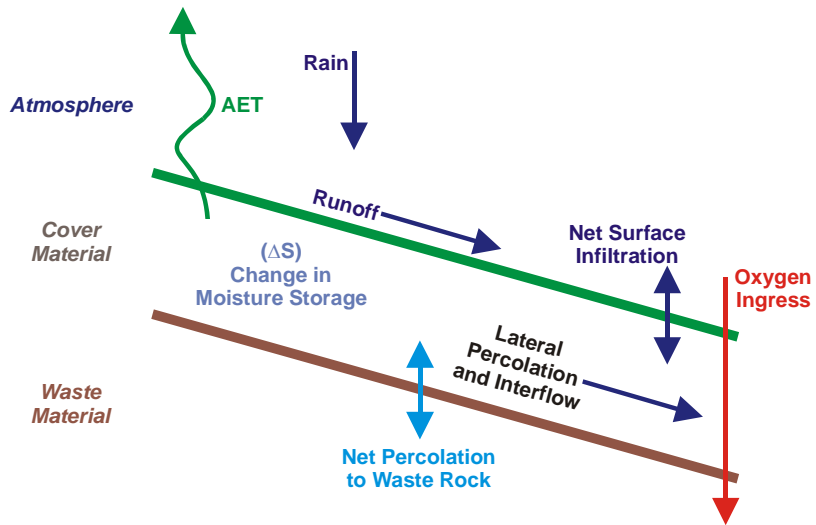 Rain
Atmosphere
AET
Runoff
Cover
Material
(ΔS)
Change in
Moisture Storage
Net Surface
Infiltration
Oxygen
Ingress
Lateral
Percolation
and Interflow
Waste
Material
Net Percolation
to Waste Rock